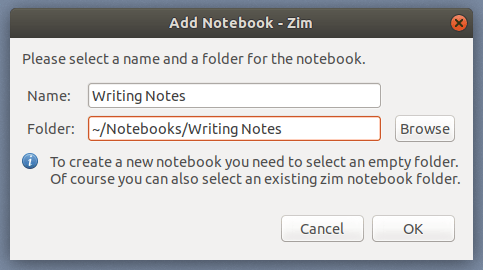 Add Notebook - Zim
Please select a name and a folder for the notebook.
Name: Writing Notes
Folder: ~/Notebooks/Writing Notes Browse
To create a new notebook you need to select an empty folder.
Of course you can also select an existing zim notebook folder.
Cancel OK